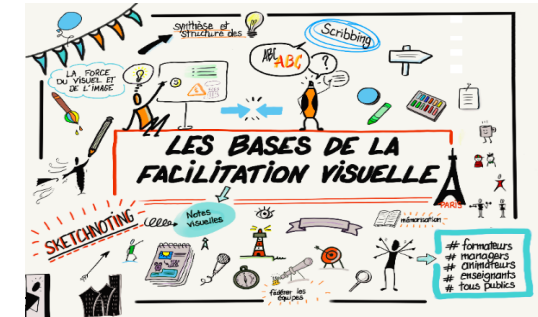 synthèse et
structure des
Scribbing
ABC
ABC
?
LA FORCE
DU VISUEL ET
DE L'IMAGE
LES BASES DE LA
FACILITATION VISUELLE
PARIS
SKETCHNOTING
Notes
visuelles
mémorisation
# formateurs
# managers
# animateurs
# enseignants
# tous publics
fédérer les
équipes